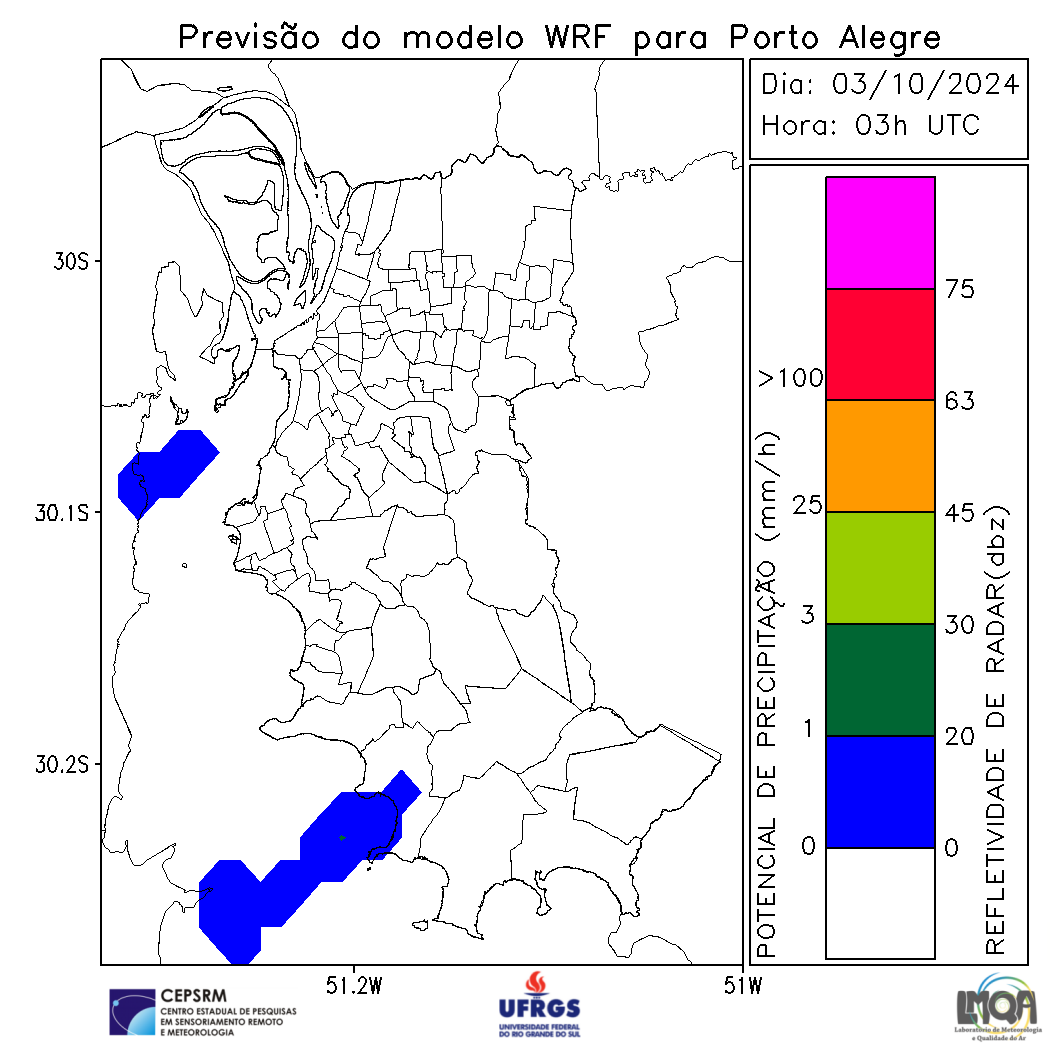 Previsão do modelo WRF para Porto Alegre
Dia: 03/10/2024
Hora: 03h UTC
30S
30.1S
30.2S
51.2W
51W
POTENCIAL DE PRECIPITAÇÃO (mm/h)
>100
25
3
1
0
75
63
45
30
20
0
REFLETIVIDADE DE RADAR(dbz)
CEPSRM
CENTRO ESTADUAL DE PESQUISAS
EM SENSORIAMENTO REMOTO
E METEOROLOGIA
UFRGS
UNIVERSIDADE FEDERAL
DO RIO GRANDE DO SUL
LMQA
Laboratório de Meteorologia
e Qualidade do Ar